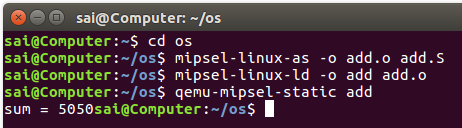 sai@Computer: ~/os
sai@Computer:~$ cd os
sai@Computer:~/os$ mipsel-linux-as -o add.o add.S
sai@Computer:~/os$ mipsel-linux-ld -o add add.o
sai@Computer:~/os$ qemu-mipsel-static add
sum = 5050sai@Computer:~/os$